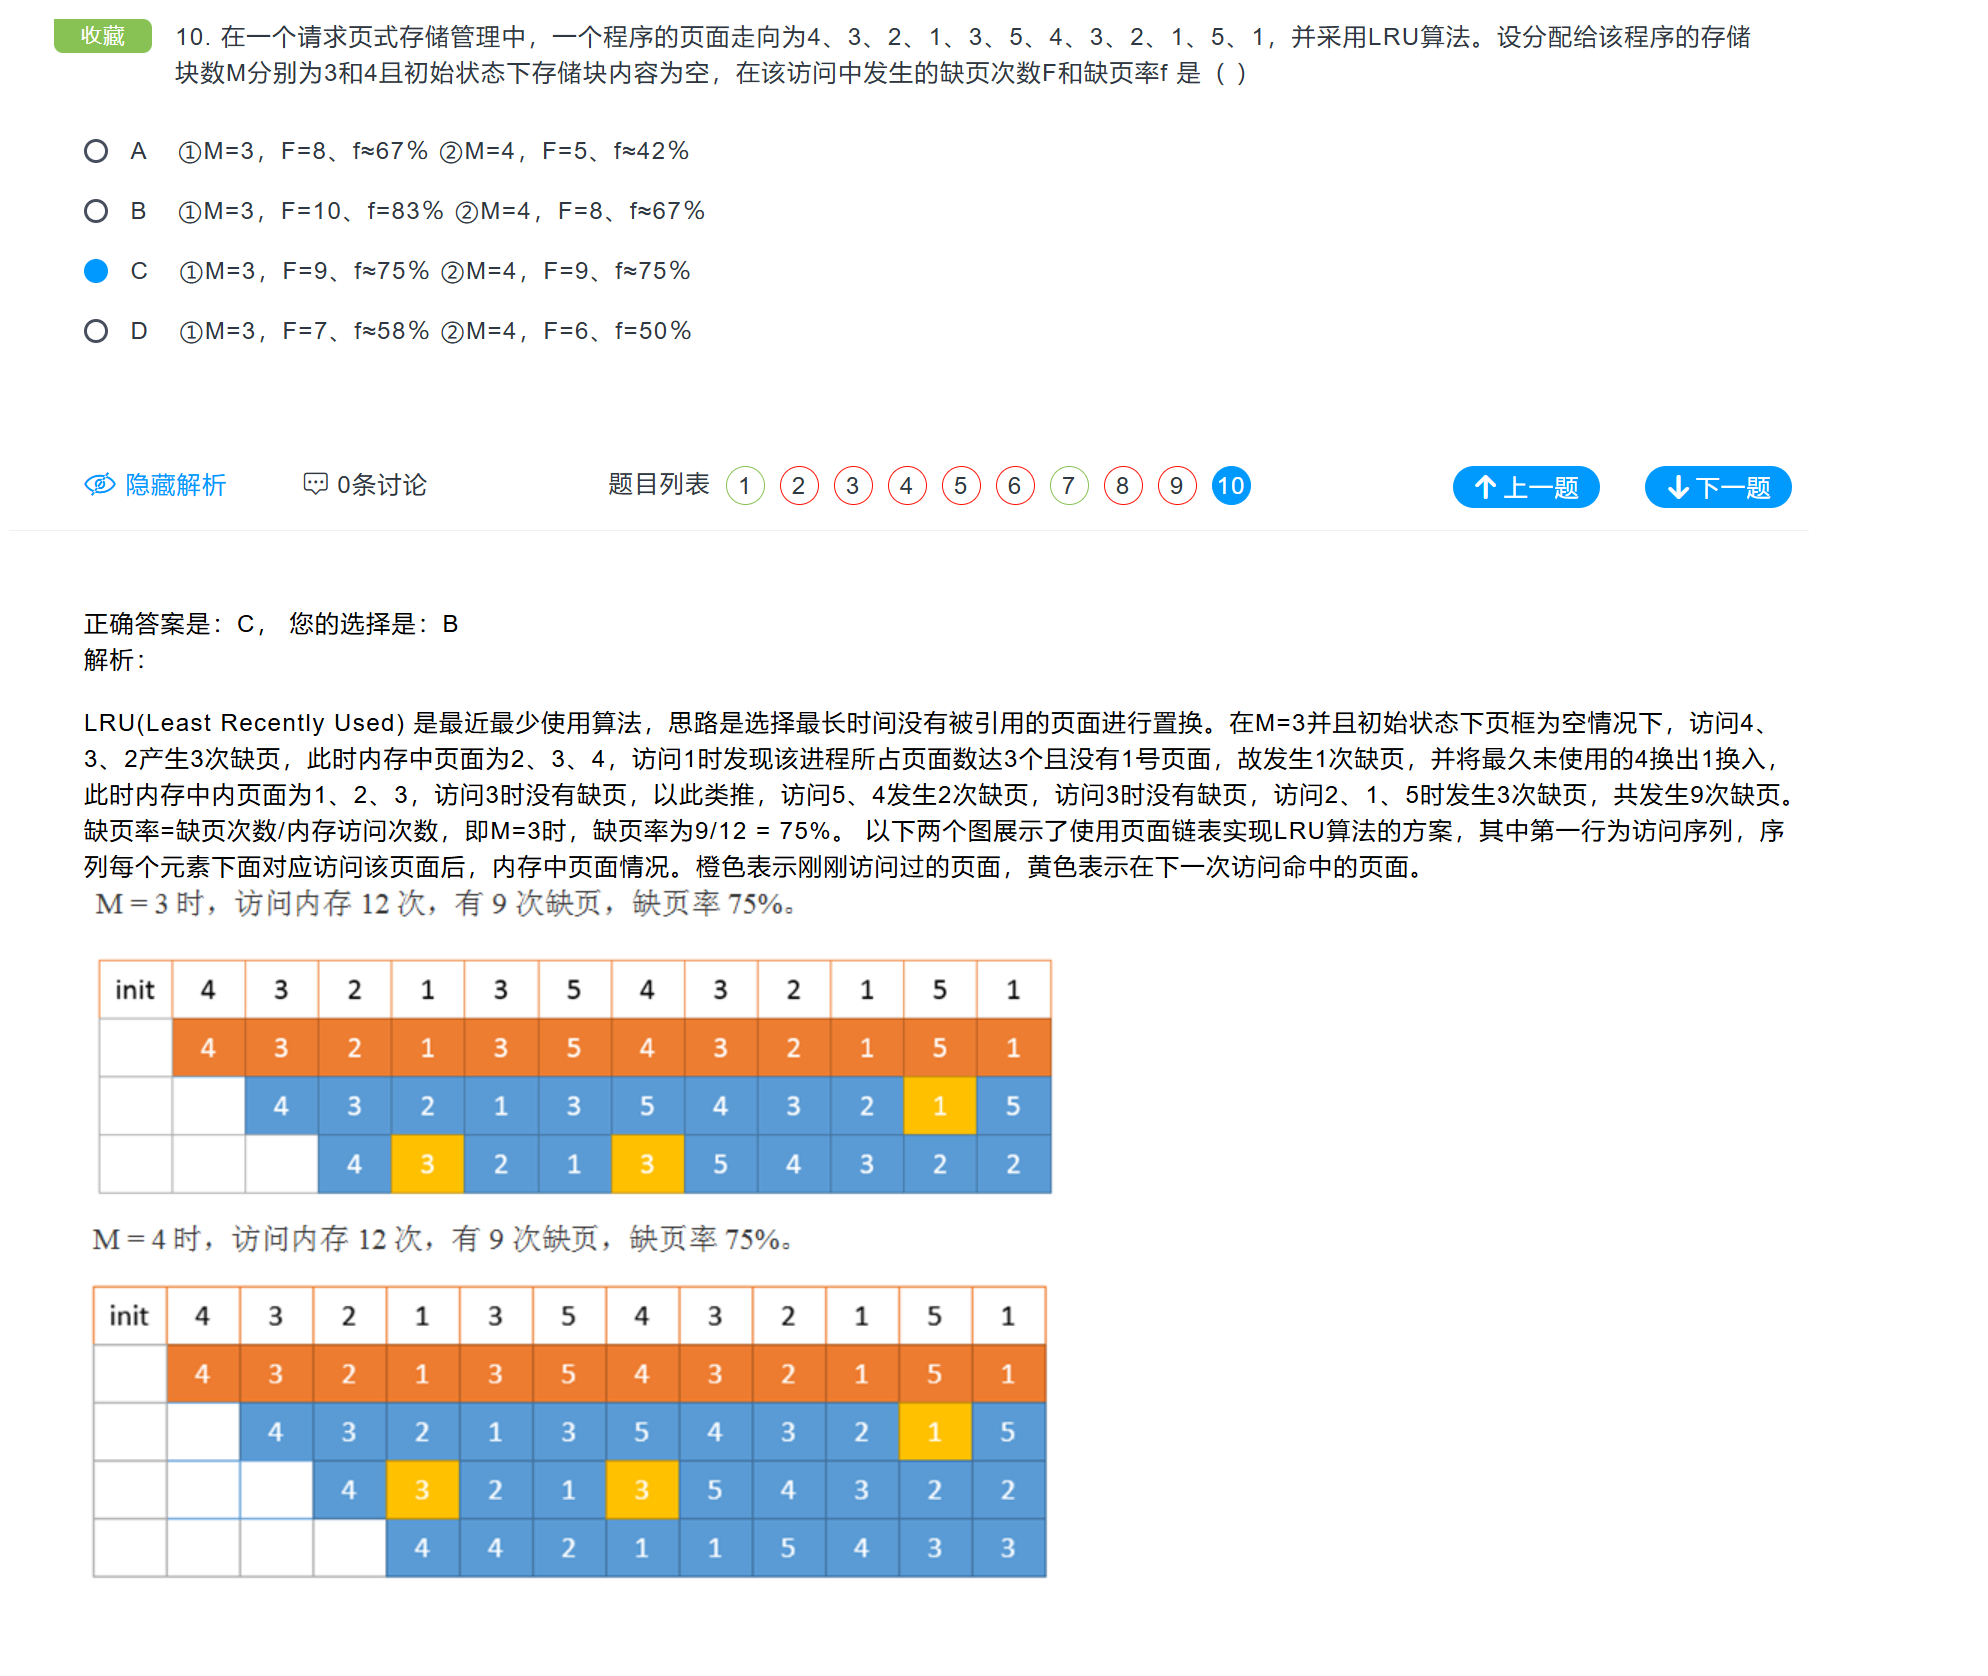 收藏
10. 在一个请求页式存储管理中，一个程序的页面走向为4、3、2、1、3、5、4、3、2、1、5、1，并采用LRU算法。设分配给该程序的存储
块数M分别为3和4且初始状态下存储块内容为空，在该访问中发生的缺页次数F和缺页率f 是（ ）
A ①M=3，F=8、f≈67% ②M=4，F=5、f≈42%
B ①M=3，F=10、f=83% ②M=4，F=8、f≈67%
C ①M=3，F=9、f≈75% ②M=4，F=9、f≈75%
D ①M=3，F=7、f≈58% ②M=4，F=6、f=50%
隐藏解析 0条讨论 题目列表 1 2 3 4 5 6 7 8 9 10 上一题 下一题
正确答案是：C， 您的选择是：B
解析：
LRU(Least Recently Used) 是最近最少使用算法，思路是选择最长时间没有被引用的页面进行置换。在M=3并且初始状态下页框为空情况下，访问4、
3、2产生3次缺页，此时内存中页面为2、3、4，访问1时发现该进程所占页面数达3个且没有1号页面，故发生1次缺页，并将最久未使用的4换出1换入，
此时内存中内页面为1、2、3，访问3时没有缺页，以此类推，访问5、4发生2次缺页，访问3时没有缺页，访问2、1、5时发生3次缺页，共发生9次缺页。
缺页率=缺页次数/内存访问次数，即M=3时，缺页率为9/12 = 75%。 以下两个图展示了使用页面链表实现LRU算法的方案，其中第一行为访问序列，序
列每个元素下面对应访问该页面后，内存中页面情况。橙色表示刚刚访问过的页面，黄色表示在下一次访问命中的页面。
M = 3 时，访问内存 12 次，有 9 次缺页，缺页率 75%。
init 4 3 2 1 3 5 4 3 2 1 5 1
4 3 2 1 3 5 4 3 2 1 5 1
4 3 2 1 3 5 4 3 2 1 5
4 3 2 1 3 5 4 3 2 2
M = 4 时，访问内存 12 次，有 9 次缺页，缺页率 75%。
init 4 3 2 1 3 5 4 3 2 1 5 1
4 3 2 1 3 5 4 3 2 1 5 1
4 3 2 1 3 5 4 3 2 1 5
4 3 2 1 3 5 4 3 2 2
4 4 2 1 1 5 4 3 3